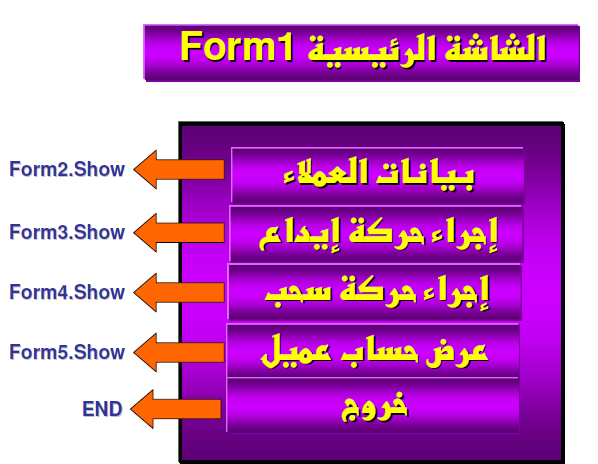 الشاشة الرئيسية Form1
بيانات العملاء
Form2.Show
إجراء حركة إيداع
Form3.Show
إجراء حركة سحب
Form4.Show
عرض حساب عميل
Form5.Show
خروج
END